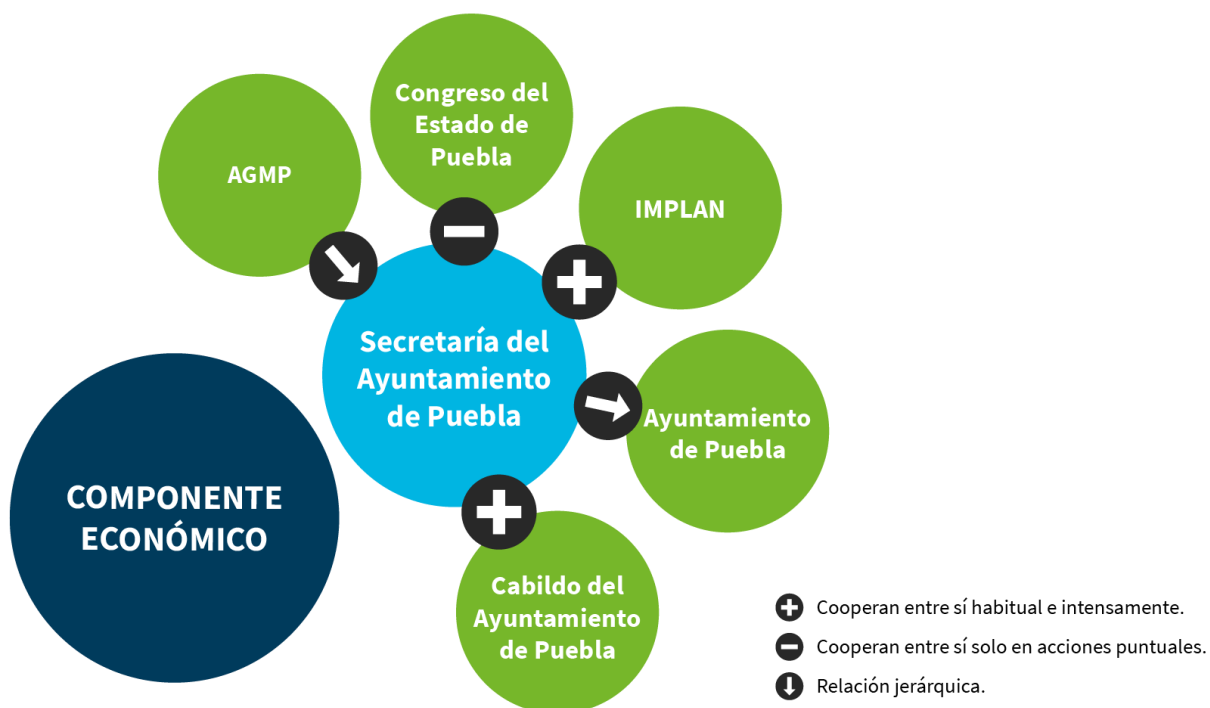 Congreso del
Estado de
Puebla
AGMP
IMPLAN
Secretaría del
Ayuntamiento
de Puebla
Ayuntamiento
de Puebla
COMPONENTE
ECONÓMICO
Cabildo del
Ayuntamiento
de Puebla
Cooperan entre sí habitual e intensamente.
Cooperan entre sí solo en acciones puntuales.
Relación jerárquica.